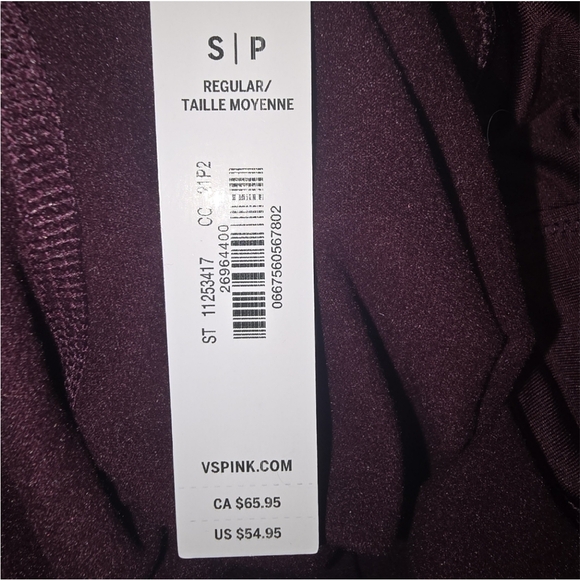 S | P
REGULAR/
TAILLE MOYENNE
ST 11253417
26964400
0667560567802
VSPINK.COM
CA $65.95
US $54.95